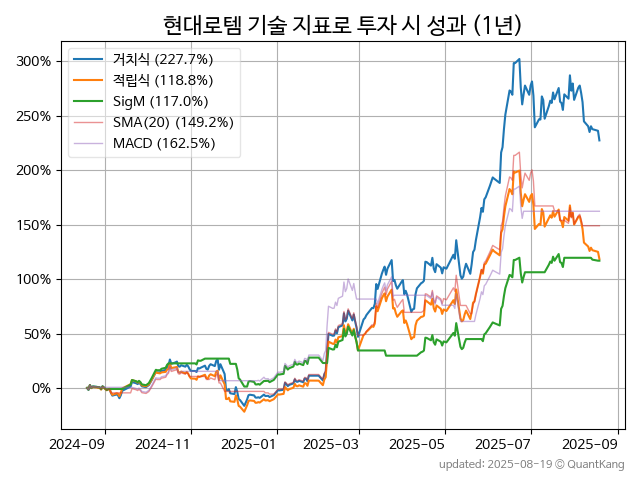 현대로템 기술 지표로 투자 시 성과 (1년)
거치식 (227.7%)
적립식 (118.8%)
SigM (117.0%)
SMA(20) (149.2%)
MACD (162.5%)
300%
250%
200%
150%
100%
50%
0%
2024-09 2024-11 2025-01 2025-03 2025-05 2025-07 2025-09
updated: 2025-08-19 © QuantKang